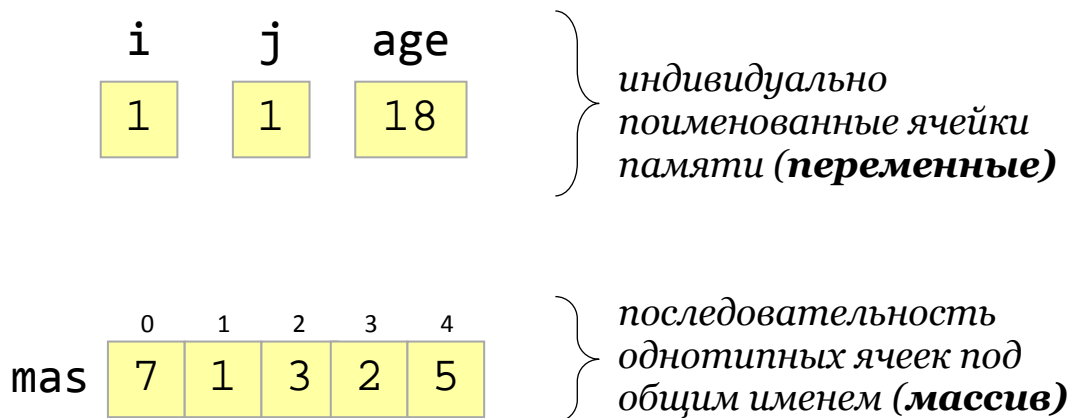 i j age
1 1 18
индивидуально
поименованные ячейки
памяти (переменные)
0 1 2 3 4
mas 7 1 3 2 5
последовательность
однотипных ячеек под
общим именем (массив)